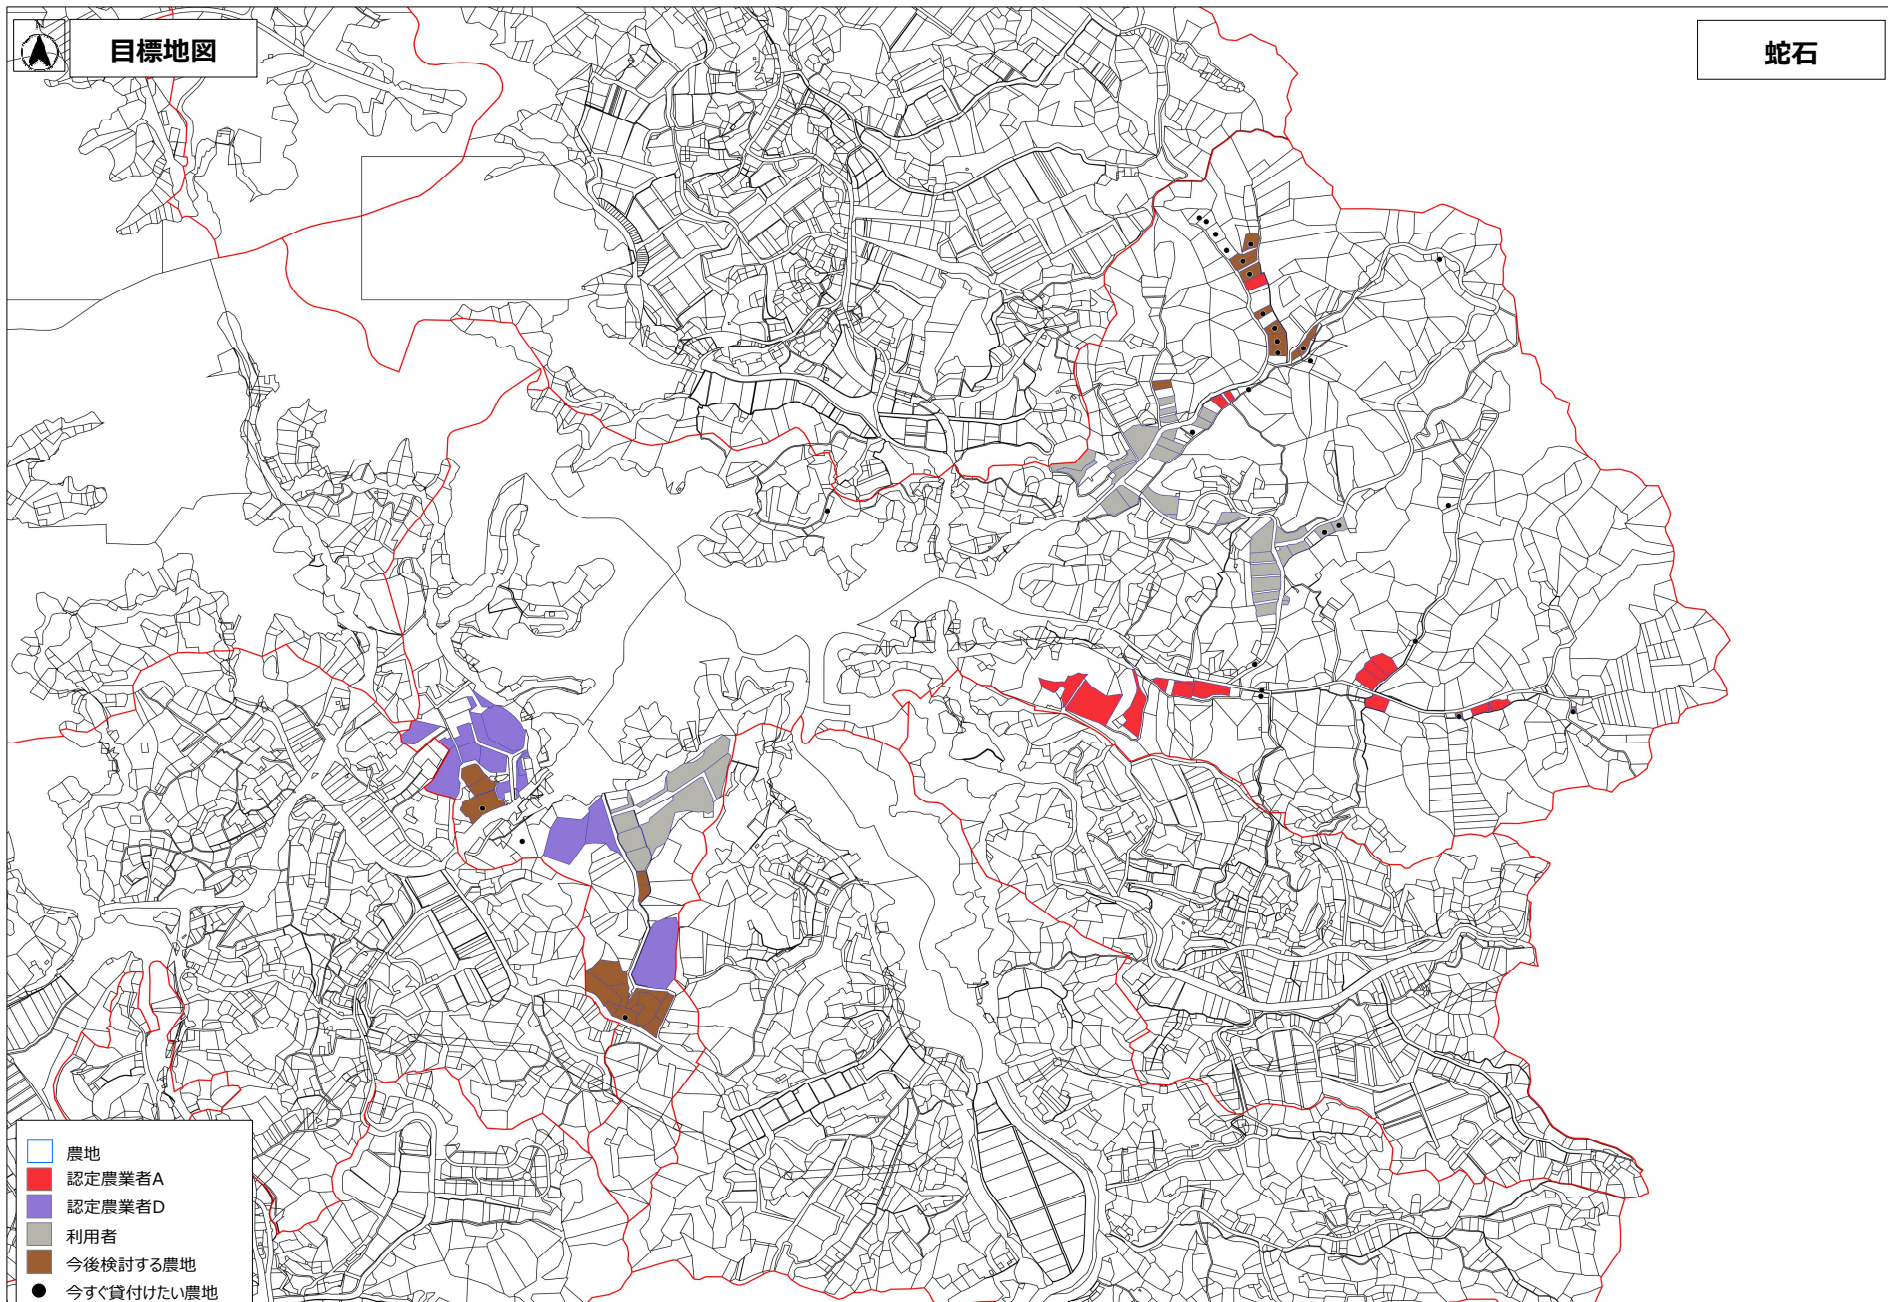 目標地図
蛇石
農地
認定農業者A
認定農業者D
利用者
今後検討する農地
今すぐ貸付けたい農地